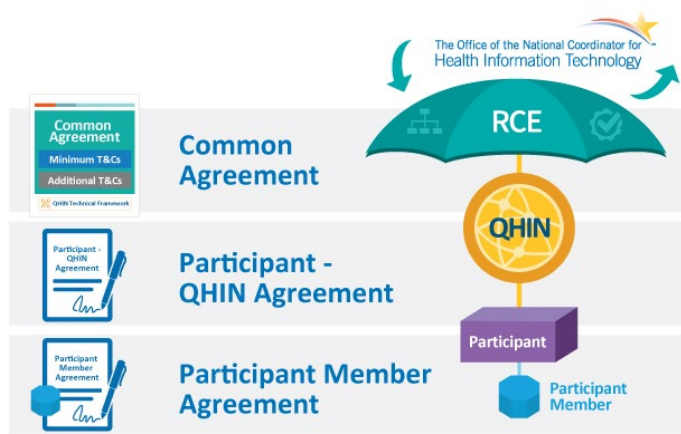 The Office of the National Coordinator for
Health Information Technology
RCE
Common
Agreement
Minimum T&Cs
Additional T&Cs
QHIN Technical Framework
Common
Agreement
QHIN
Participant -
QHIN
Agreement
Participant -
QHIN Agreement
Participant
Participant
Member
Agreement
Participant Member
Agreement
Participant
Member